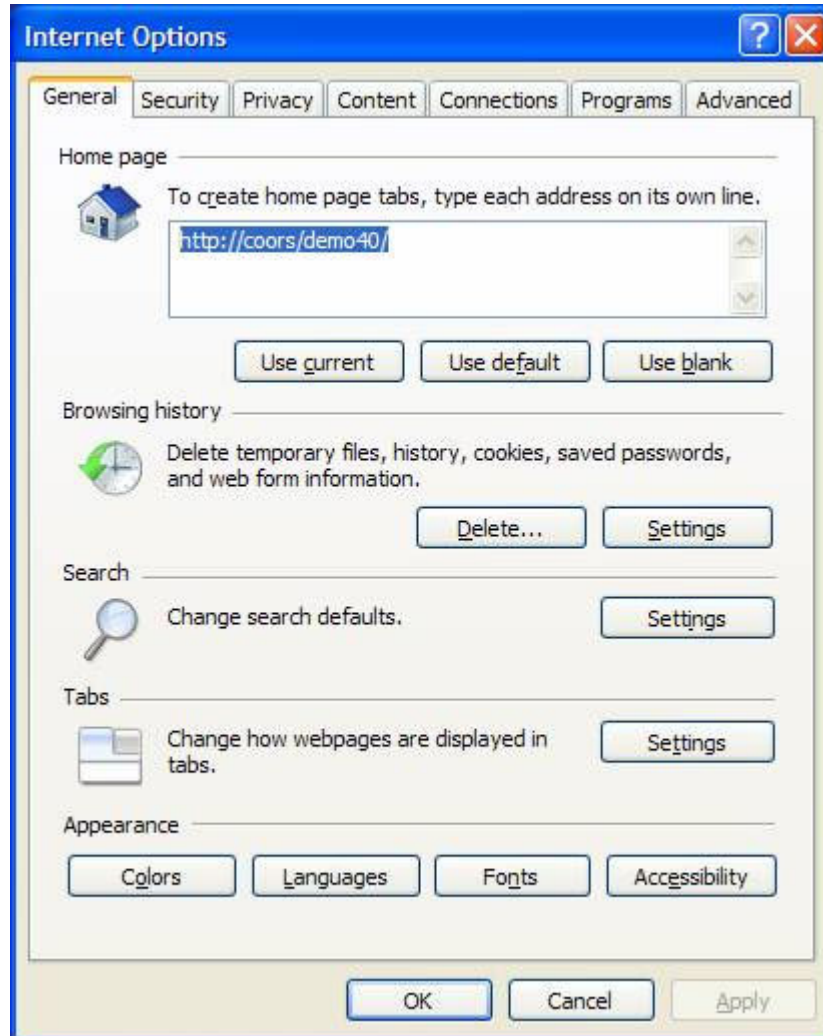 Internet Options
General Security Privacy Content Connections Programs Advanced
Home page
To create home page tabs, type each address on its own line.
http://coors/demo40/
Use current Use default Use blank
Browsing history
Delete temporary files, history, cookies, saved passwords,
and web form information.
Delete... Settings
Search
Change search defaults. Settings
Tabs
Change how webpages are displayed in
tabs.
Settings
Appearance
Colors Languages Fonts Accessibility
OK Cancel Apply